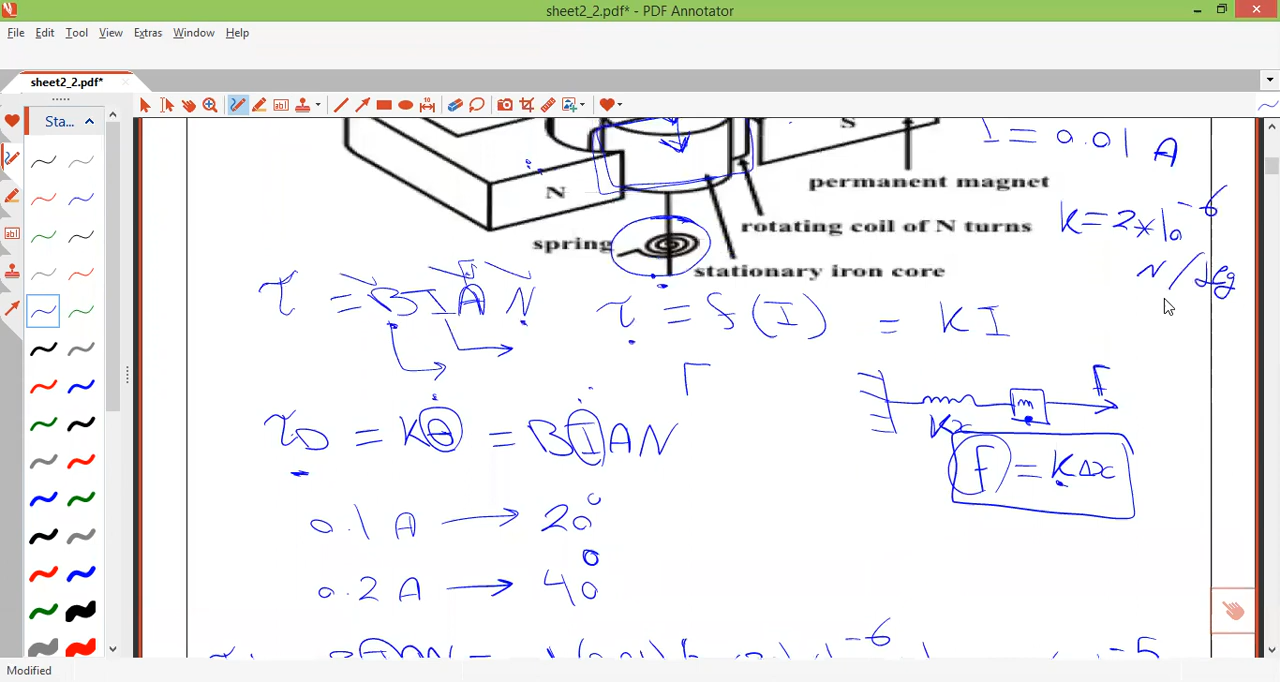 sheet2_2.pdf* - PDF Annotator
File Edit Tool View Extras Window Help
sheet2_2.pdf*
Sta...
S
I = 0.01 A
N
permanent magnet
K = 2*10^-6
rotating coil of N turns
spring
N/deg
stationary iron core
τ = BIAN
τ = f(I) = KI
F
m
Kx
τD = Kθ = BIAN
F = KΔx
0.1 A → 20°
0.2 A → 40°
Modified